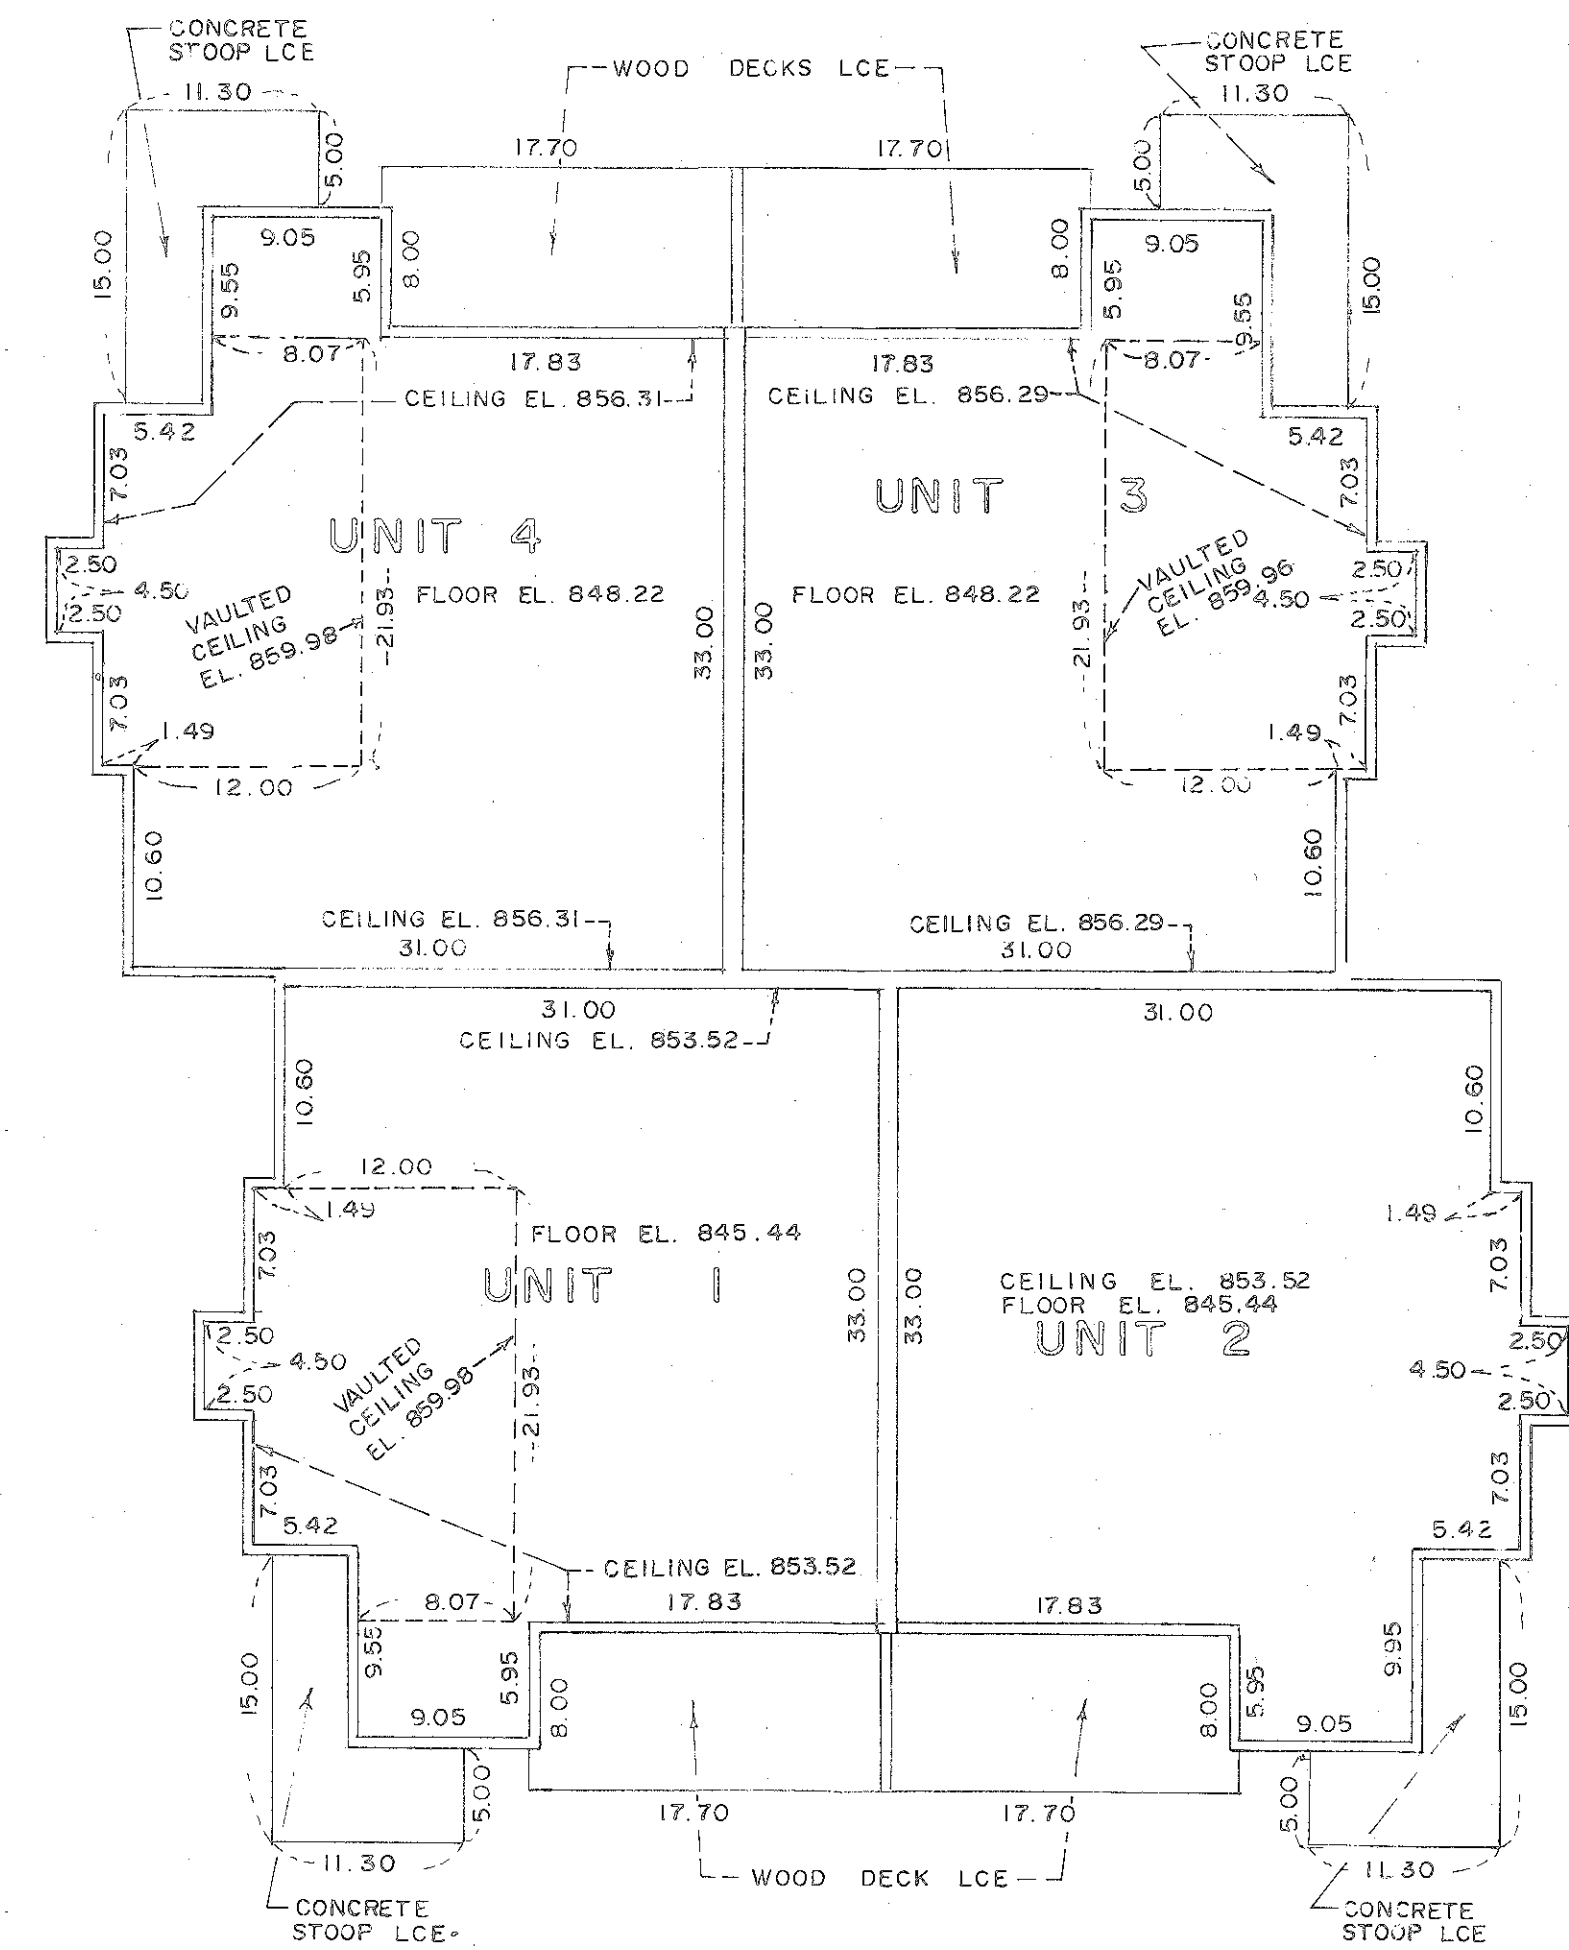 CONCRETE
STOOP LCE
11.30
WOOD DECKS LCE
CONCRETE
STOOP LCE
11.30
5.00
17.70
17.70
5.00
15.00
9.05
9.55
5.95
8.00
8.00
5.95
9.05
9.55
15.00
8.07
17.83
17.83
8.07
CEILING EL. 856.31
CEILING EL. 856.29
5.42
5.42
7.03
7.03
UNIT 4
UNIT 3
2.50
4.50
2.50
VAULTED
CEILING
EL. 859.98
21.93
FLOOR EL. 848.22
33.00
33.00
FLOOR EL. 848.22
21.93
VAULTED
CEILING
EL. 859.96
2.50
4.50
2.50
7.03
1.49
12.00
7.03
1.49
12.00
10.60
10.60
CEILING EL. 856.31
31.00
CEILING EL. 856.29
31.00
31.00
CEILING EL. 853.52
31.00
10.60
10.60
12.00
1.49
1.49
7.03
FLOOR EL. 845.44
UNIT 1
33.00
33.00
CEILING EL. 853.52
FLOOR EL. 845.44
UNIT 2
7.03
2.50
4.50
2.50
VAULTED
CEILING
EL. 859.98
21.93
2.50
4.50
2.50
7.03
5.42
7.03
5.42
CEILING EL. 853.52
8.07
17.83
17.83
9.55
5.95
9.05
8.00
15.00
8.00
5.95
9.05
9.95
15.00
5.00
17.70
17.70
5.00
11.30
WOOD DECK LCE
11.30
CONCRETE
STOOP LCE
CONCRETE
STOOP LCE